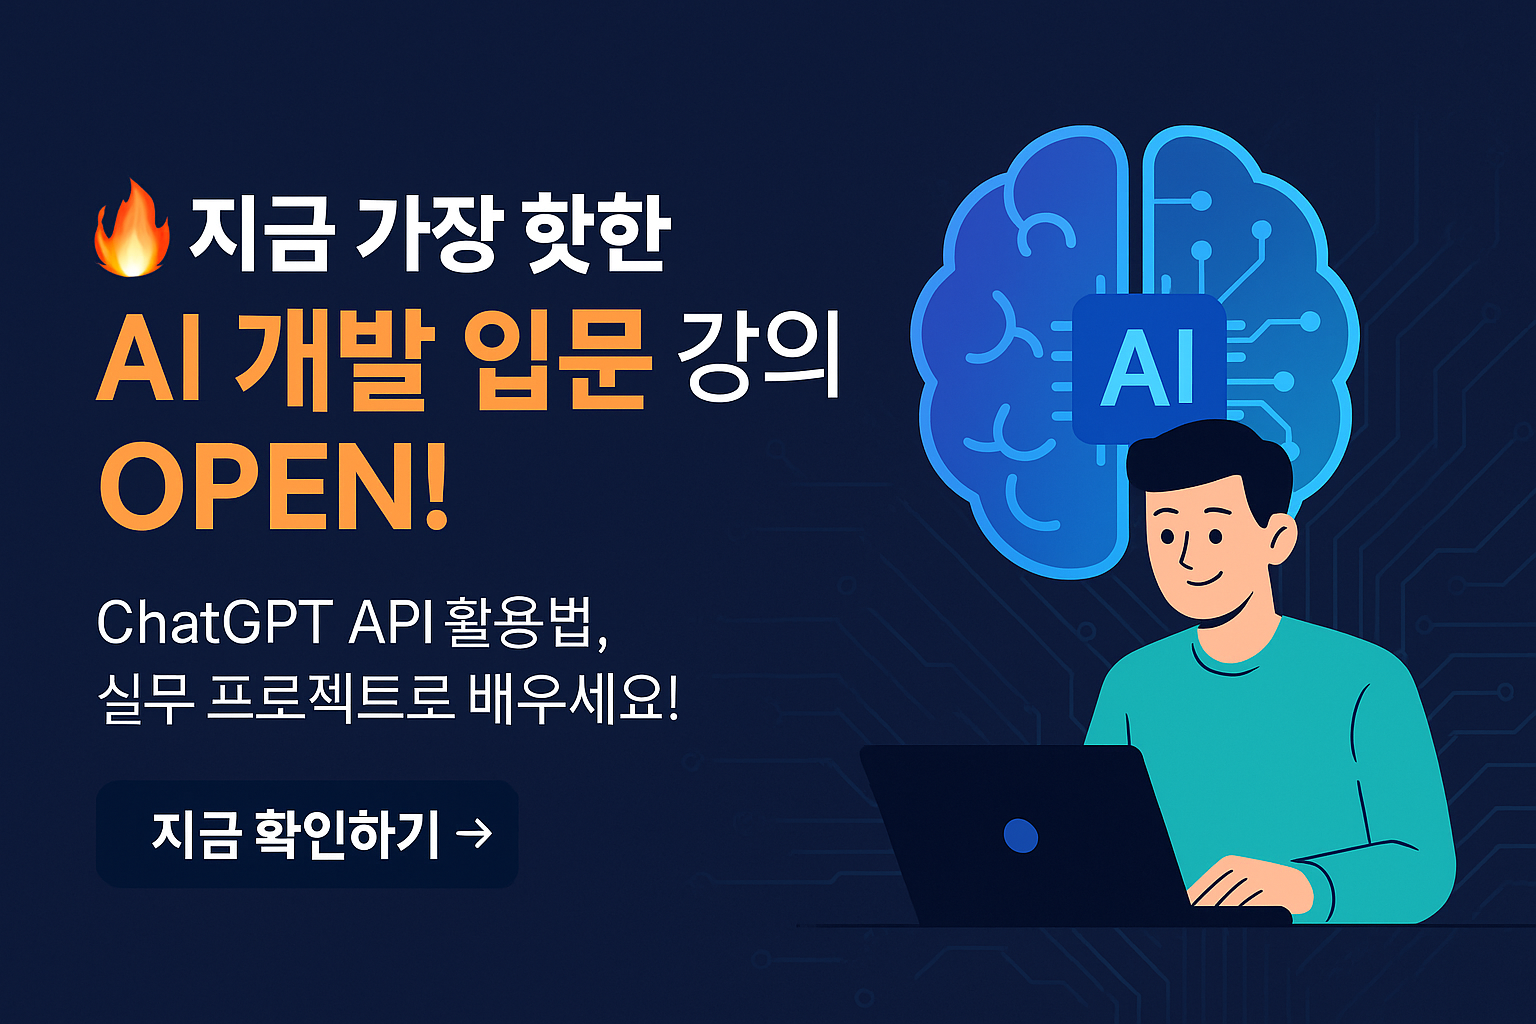 🔥 지금 가장 핫한
AI 개발 입문 강의
OPEN!
ChatGPT API 활용법,
실무 프로젝트로 배우세요!
지금 확인하기 →
AI